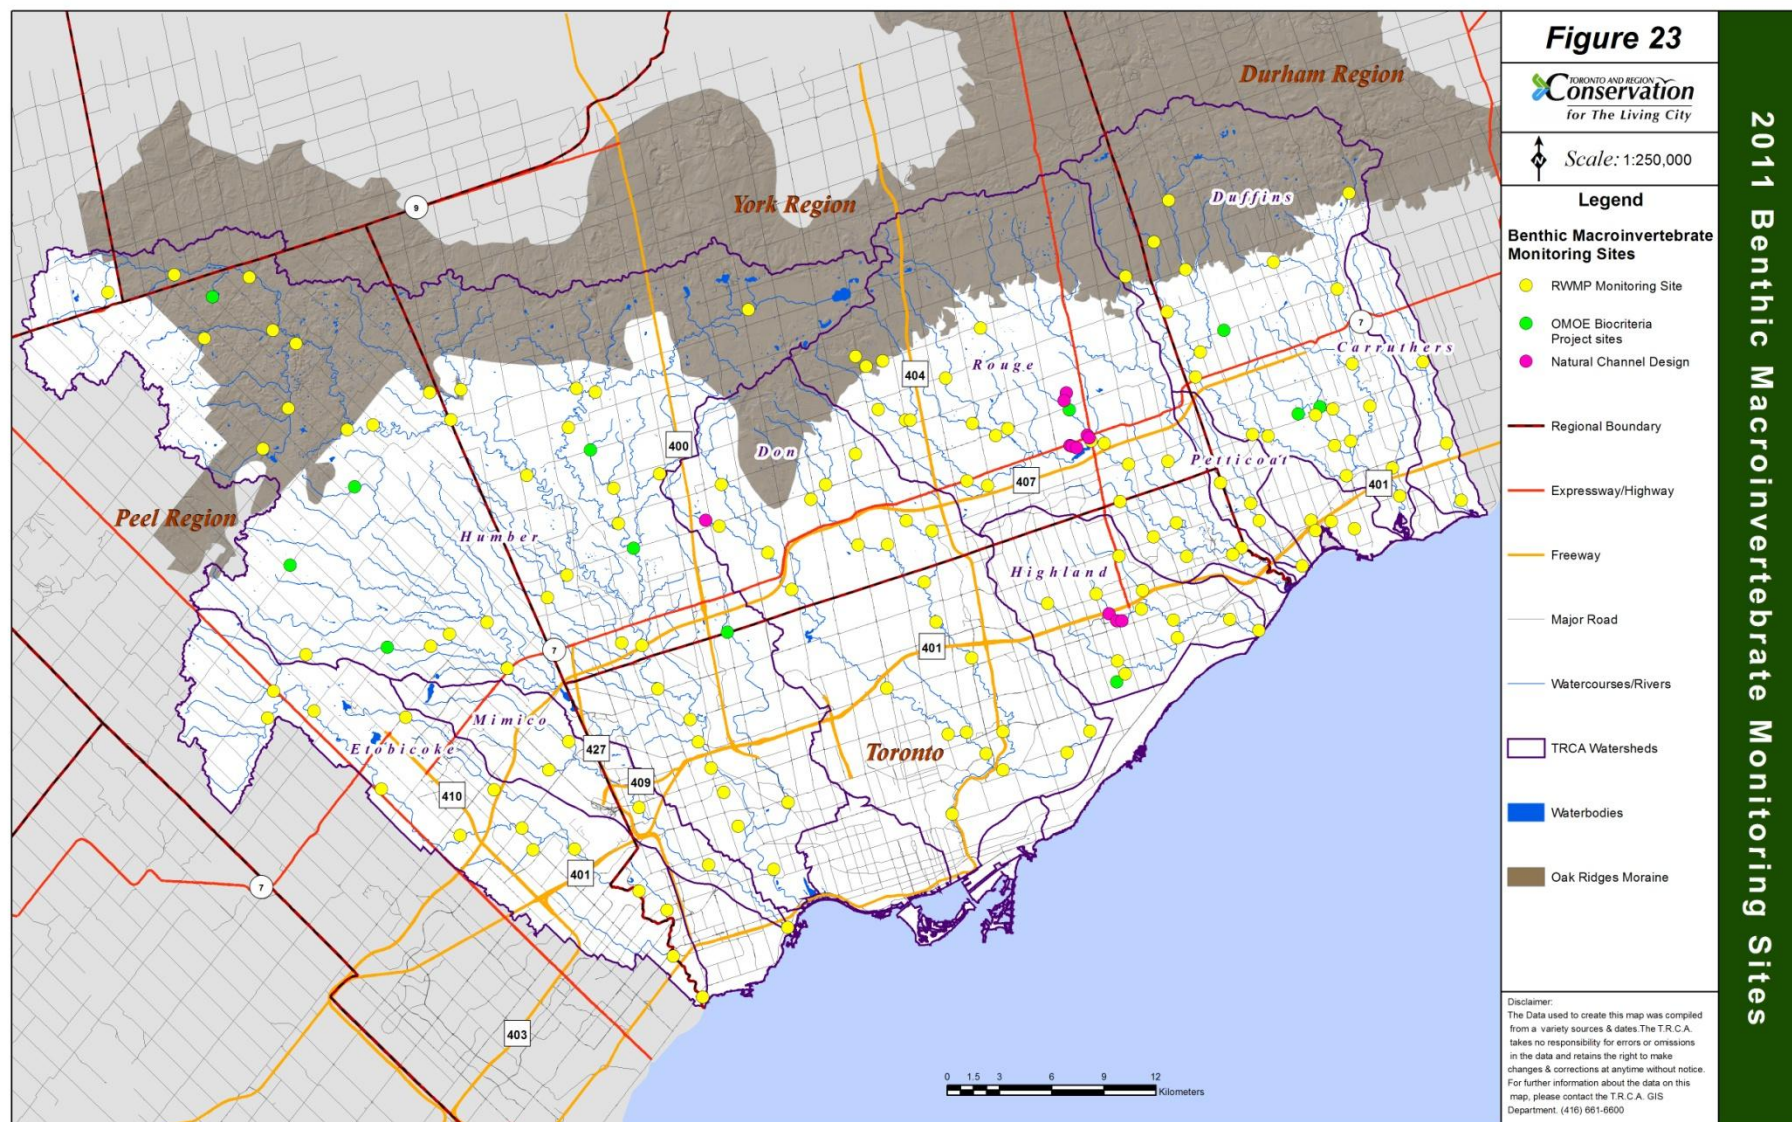 Durham Region
York Region
Duffins
9
7
Carruthers
Rouge
404
400
Don
Petticoat
401
407
Peel Region
Humber
Highland
7
401
Mimico
Etobicoke
427
Toronto
409
410
401
7
403
0 1.5 3 6 9 12
Kilometers
Figure 23
TORONTO AND REGION
Conservation
for The Living City
N
Scale: 1:250,000
Legend
Benthic Macroinvertebrate
Monitoring Sites
RWMP Monitoring Site
OMOE Biocriteria
Project sites
Natural Channel Design
Regional Boundary
Expressway/Highway
Freeway
Major Road
Watercourses/Rivers
TRCA Watersheds
Waterbodies
Oak Ridges Moraine
Disclaimer:
The Data used to create this map was compiled
from a variety sources & dates.The T.R.C.A.
takes no responsibility for errors or omissions
in the data and retains the right to make
changes & corrections at anytime without notice.
For further information about the data on this
map, please contact the T.R.C.A. GIS
Department. (416) 661-6600
2011 Benthic Macroinvertebrate Monitoring Sites